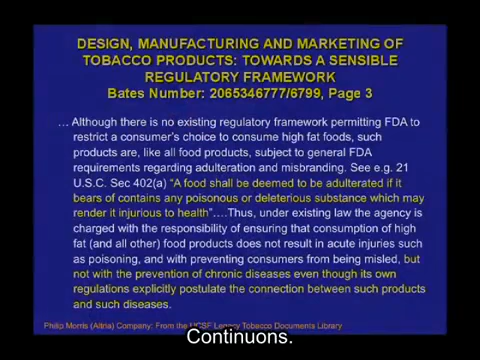 DESIGN, MANUFACTURING AND MARKETING OF
TOBACCO PRODUCTS: TOWARDS A SENSIBLE
REGULATORY FRAMEWORK
Bates Number: 2065346777/6799, Page 3
… Although there is no existing regulatory framework permitting FDA to
restrict a consumer's choice to consume high fat foods, such
products are, like all food products, subject to general FDA
requirements regarding adulteration and misbranding. See e.g. 21
U.S.C. Sec 402(a) “A food shall be deemed to be adulterated if it
bears of contains any poisonous or deleterious substance which may
render it injurious to health”….Thus, under existing law the agency is
charged with the responsibility of ensuring that consumption of high
fat (and all other) food products does not result in acute injuries such
as poisoning, and with preventing consumers from being misled, but
not with the prevention of chronic diseases even though its own
regulations explicitly postulate the connection between such products
and such diseases.
Philip Morris (Altria) Company: From the UCSF Legacy Tobacco Documents Library
Continuons.